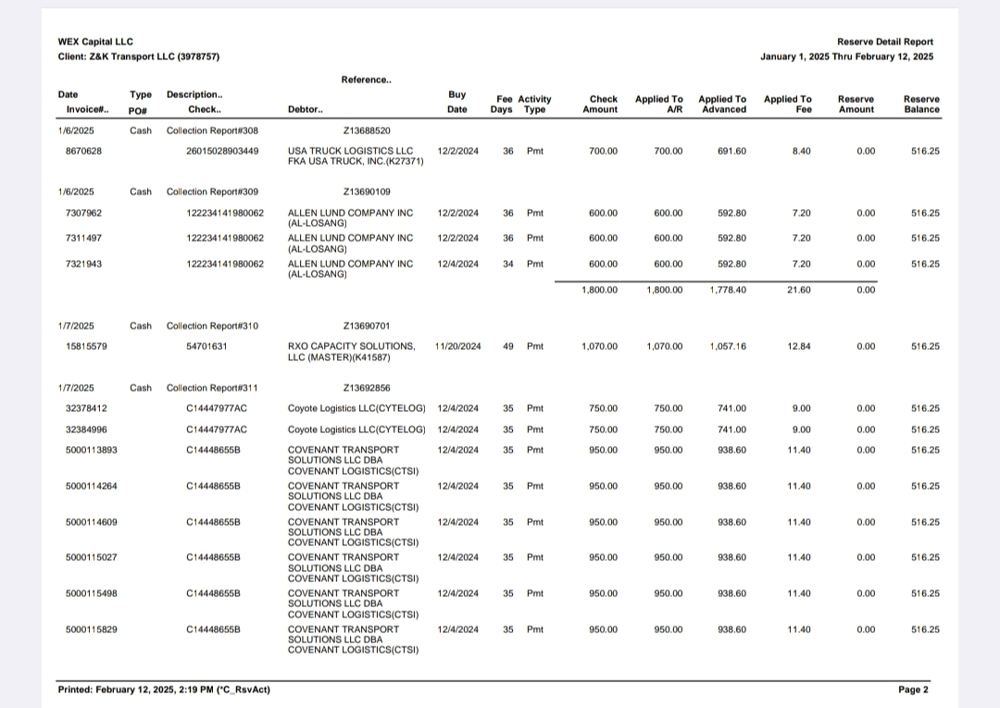 WEX Capital LLC Reserve Detail Report
Client: Z&K Transport LLC (3978757) January 1, 2025 Thru February 12, 2025
Reference..
Date Type Description.. Buy Fee Activity Check Applied To Applied To Applied To Reserve Reserve
Invoice#.. PO# Check.. Debtor.. Date Days Type Amount A/R Advanced Fee Amount Balance
1/6/2025 Cash Collection Report#308 Z13688520
8670628 26015028903449 USA TRUCK LOGISTICS LLC 12/2/2024 36 Pmt 700.00 700.00 691.60 8.40 0.00 516.25
FKA USA TRUCK, INC.(K27371)
1/6/2025 Cash Collection Report#309 Z13690109
7307962 122234141980062 ALLEN LUND COMPANY INC 12/2/2024 36 Pmt 600.00 600.00 592.80 7.20 0.00 516.25
(AL-LOSANG)
7311497 122234141980062 ALLEN LUND COMPANY INC 12/2/2024 36 Pmt 600.00 600.00 592.80 7.20 0.00 516.25
(AL-LOSANG)
7321943 122234141980062 ALLEN LUND COMPANY INC 12/4/2024 34 Pmt 600.00 600.00 592.80 7.20 0.00 516.25
(AL-LOSANG)
1,800.00 1,800.00 1,778.40 21.60 0.00
1/7/2025 Cash Collection Report#310 Z13690701
15815579 54701631 RXO CAPACITY SOLUTIONS, 11/20/2024 49 Pmt 1,070.00 1,070.00 1,057.16 12.84 0.00 516.25
LLC (MASTER)(K41587)
1/7/2025 Cash Collection Report#311 Z13692856
32378412 C14447977AC Coyote Logistics LLC(CYTELOG) 12/4/2024 35 Pmt 750.00 750.00 741.00 9.00 0.00 516.25
32384996 C14447977AC Coyote Logistics LLC(CYTELOG) 12/4/2024 35 Pmt 750.00 750.00 741.00 9.00 0.00 516.25
5000113893 C14448655B COVENANT TRANSPORT 12/4/2024 35 Pmt 950.00 950.00 938.60 11.40 0.00 516.25
SOLUTIONS LLC DBA
COVENANT LOGISTICS(CTSI)
5000114264 C14448655B COVENANT TRANSPORT 12/4/2024 35 Pmt 950.00 950.00 938.60 11.40 0.00 516.25
SOLUTIONS LLC DBA
COVENANT LOGISTICS(CTSI)
5000114609 C14448655B COVENANT TRANSPORT 12/4/2024 35 Pmt 950.00 950.00 938.60 11.40 0.00 516.25
SOLUTIONS LLC DBA
COVENANT LOGISTICS(CTSI)
5000115027 C14448655B COVENANT TRANSPORT 12/4/2024 35 Pmt 950.00 950.00 938.60 11.40 0.00 516.25
SOLUTIONS LLC DBA
COVENANT LOGISTICS(CTSI)
5000115498 C14448655B COVENANT TRANSPORT 12/4/2024 35 Pmt 950.00 950.00 938.60 11.40 0.00 516.25
SOLUTIONS LLC DBA
COVENANT LOGISTICS(CTSI)
5000115829 C14448655B COVENANT TRANSPORT 12/4/2024 35 Pmt 950.00 950.00 938.60 11.40 0.00 516.25
SOLUTIONS LLC DBA
COVENANT LOGISTICS(CTSI)
Printed: February 12, 2025, 2:19 PM (*C_RsvAct) Page 2